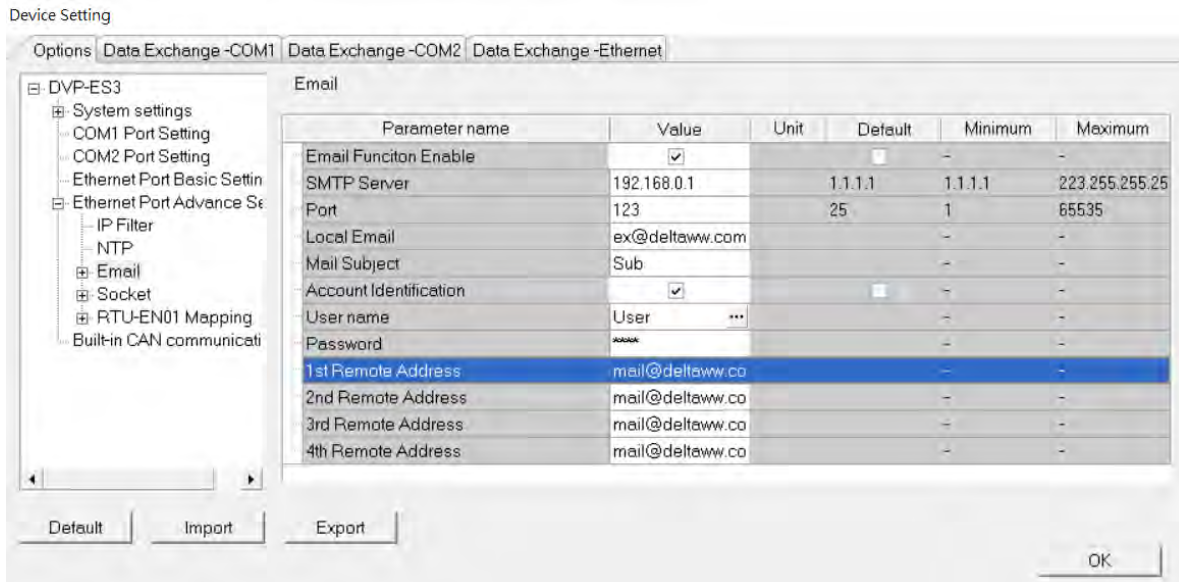 Device Setting
Options Data Exchange -COM1 Data Exchange -COM2 Data Exchange -Ethernet
DVP-ES3
System settings
COM1 Port Setting
COM2 Port Setting
Ethernet Port Basic Settin
Ethernet Port Advance Se
IP Filter
NTP
Email
Socket
RTU-EN01 Mapping
Built-in CAN communicati
Email
Parameter name Value Unit Default Minimum Maximum
Email Funciton Enable - -
SMTP Server 192.168.0.1 1.1.1.1 1.1.1.1 223.255.255.25
Port 123 25 1 65535
Local Email ex@deltaww.com - -
Mail Subject Sub - -
Account Identification - -
User name User ... - -
Password **** - -
1st Remote Address mail@deltaww.co - -
2nd Remote Address mail@deltaww.co - -
3rd Remote Address mail@deltaww.co - -
4th Remote Address mail@deltaww.co - -
Default Import Export
OK